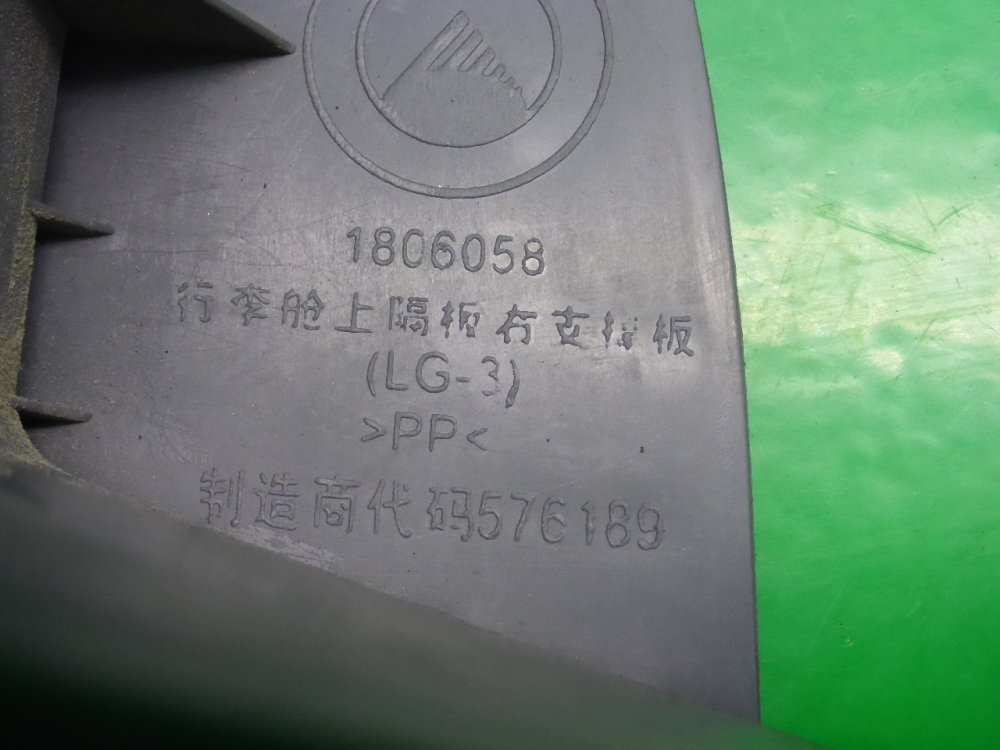 1806058
行李舱上隔板右支撑板
(LG-3)
>PP<
制造商代码576189